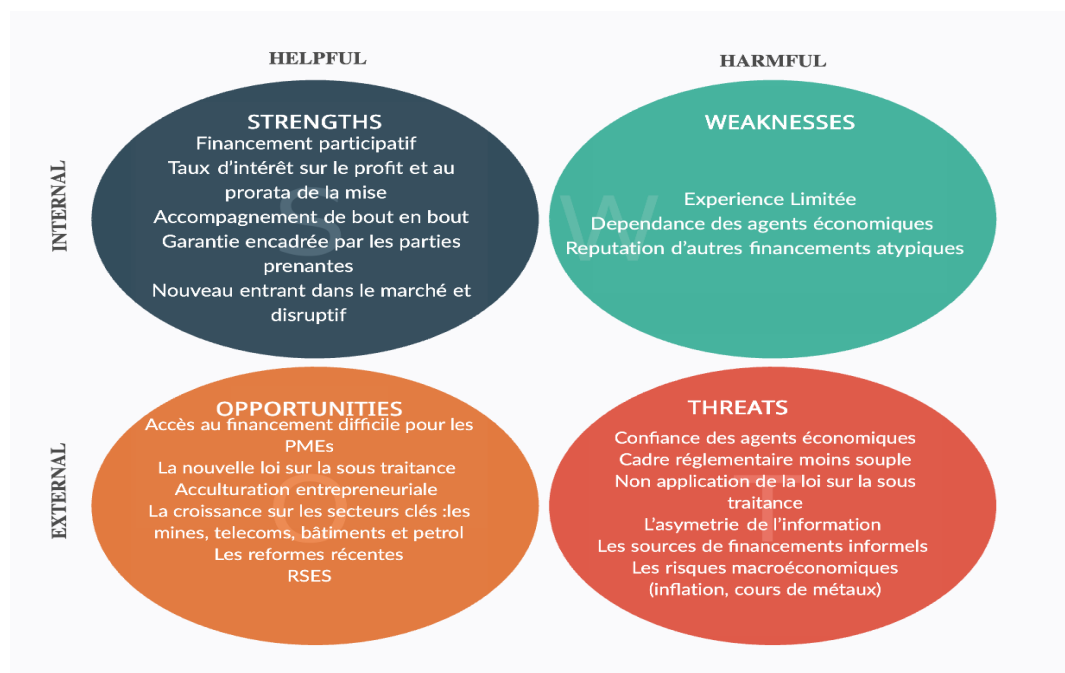 HELPFUL
HARMFUL
INTERNAL
STRENGTHS
Financement participatif
Taux d'intérêt sur le profit et au
prorata de la mise
Accompagnement de bout en bout
Garantie encadrée par les parties
prenantes
Nouveau entrant dans le marché et
disruptif
S
WEAKNESSES
Experience Limitée
Dependance des agents économiques
Reputation d'autres financements atypiques
W
EXTERNAL
OPPORTUNITIES
Accès au financement difficile pour les
PMEs
La nouvelle loi sur la sous traitance
Acculturation entrepreneuriale
La croissance sur les secteurs clés :les
mines, telecoms, bâtiments et petrol
Les reformes récentes
RSES
O
THREATS
Confiance des agents économiques
Cadre réglementaire moins souple
Non application de la loi sur la sous
traitance
L'asymetrie de l'information
Les sources de financements informels
Les risques macroéconomiques
(inflation, cours de métaux)
T